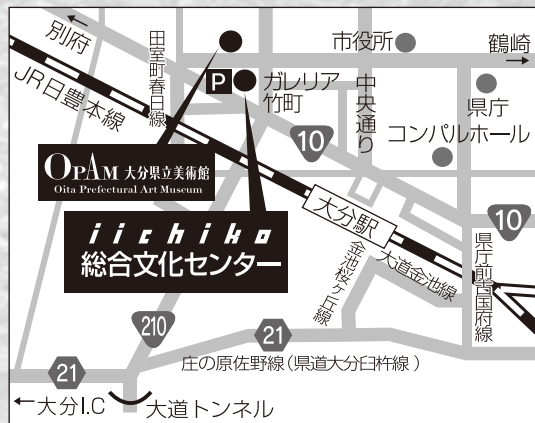 別府
田室町春日線
市役所
鶴崎
JR日豊本線
P
ガレリア
竹町
中央通り
県庁
コンパルホール
10
OPAM 大分県立美術館
Oita Prefectural Art Museum
iichiko
総合文化センター
大分駅
10
金池桜ヶ丘線
大道金池線
県庁前古国府線
210
21
庄の原佐野線(県道大分臼杵線)
21
←大分I.C
大道トンネル